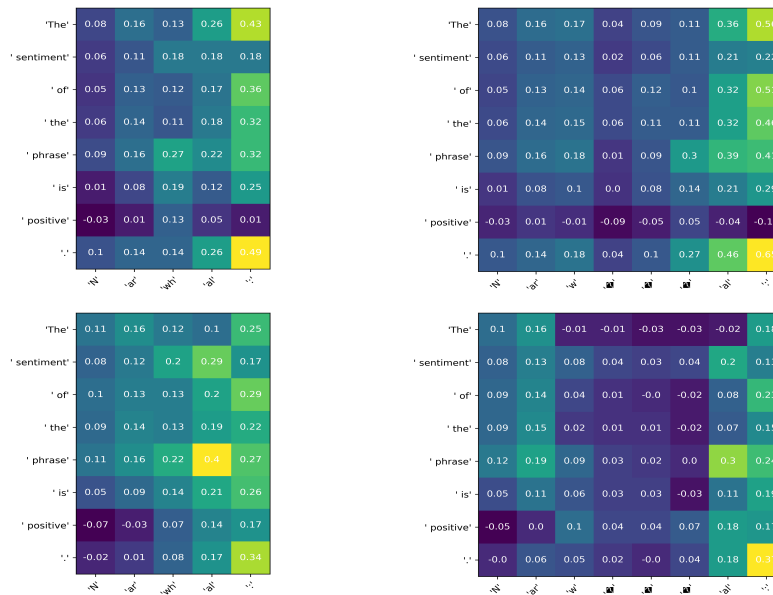 'The' 0.08 0.16 0.13 0.26 0.43
' sentiment' 0.06 0.11 0.18 0.18 0.18
' of' 0.05 0.13 0.12 0.17 0.36
' the' 0.06 0.14 0.11 0.18 0.32
' phrase' 0.09 0.16 0.27 0.22 0.32
' is' 0.01 0.08 0.19 0.12 0.25
' positive' -0.03 0.01 0.13 0.05 0.01
'.' 0.1 0.14 0.14 0.26 0.49
'N' 'ar' 'wh' 'al' ':'
'The' 0.08 0.16 0.17 0.04 0.09 0.11 0.36
' sentiment' 0.06 0.11 0.13 0.02 0.06 0.11 0.21
' of' 0.05 0.13 0.14 0.06 0.12 0.1 0.32
' the' 0.06 0.14 0.15 0.06 0.11 0.11 0.32
' phrase' 0.09 0.16 0.18 0.01 0.09 0.3 0.39
' is' 0.01 0.08 0.1 0.0 0.08 0.14 0.21
' positive' -0.03 0.01 -0.01 -0.09 -0.05 0.05 -0.04
'.' 0.1 0.14 0.18 0.04 0.1 0.27 0.46
'N' 'ar' 'w' 'al' ':'
'The' 0.11 0.16 0.12 0.1 0.25
' sentiment' 0.08 0.12 0.2 0.29 0.17
' of' 0.1 0.13 0.13 0.2 0.29
' the' 0.09 0.14 0.13 0.19 0.22
' phrase' 0.11 0.16 0.22 0.4 0.27
' is' 0.05 0.09 0.14 0.21 0.26
' positive' -0.07 -0.03 0.07 0.14 0.17
'.' -0.02 0.01 0.08 0.17 0.34
'N' 'ar' 'wh' 'al' ':'
'The' 0.1 0.16 -0.01 -0.01 -0.03 -0.03 -0.02
' sentiment' 0.08 0.13 0.08 0.04 0.03 0.04 0.2
' of' 0.09 0.14 0.04 0.01 -0.0 -0.02 0.08
' the' 0.09 0.15 0.02 0.01 0.01 -0.02 0.07
' phrase' 0.12 0.19 0.09 0.03 0.02 0.0 0.3
' is' 0.05 0.11 0.06 0.03 0.03 -0.03 0.11
' positive' -0.05 0.0 0.1 0.04 0.04 0.07 0.18
'.' -0.0 0.06 0.05 0.02 -0.0 0.04 0.18
'N' 'ar' 'w' 'al' ':'